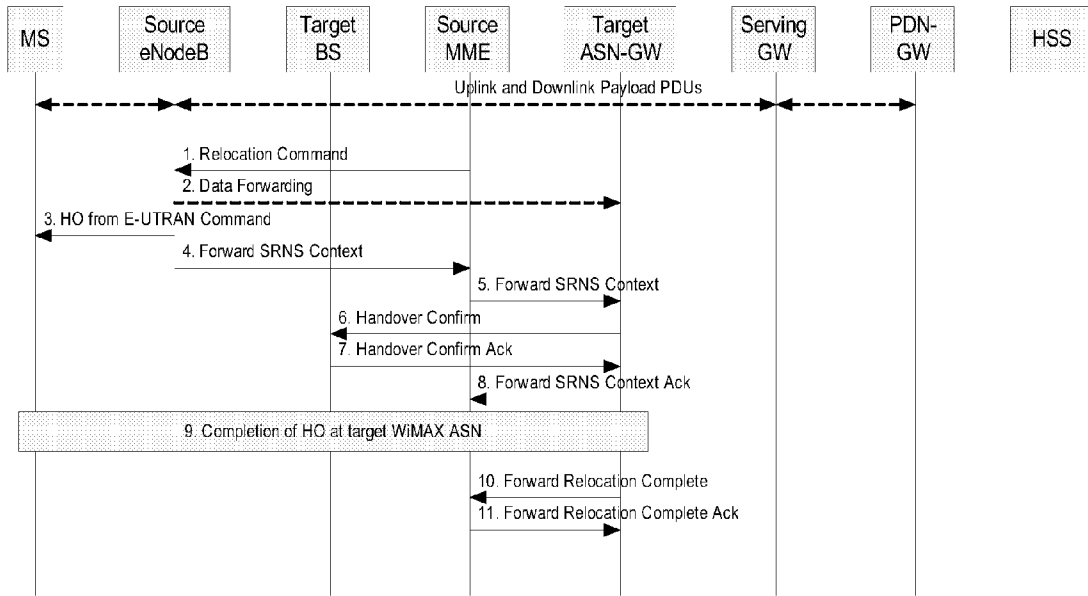 MS
Source
eNodeB
Target
BS
Source
MME
Target
ASN-GW
Serving
GW
PDN-
GW
HSS
Uplink and Downlink Payload PDUs
1. Relocation Command
2. Data Forwarding
3. HO from E-UTRAN Command
4. Forward SRNS Context
5. Forward SRNS Context
6. Handover Confirm
7. Handover Confirm Ack
8. Forward SRNS Context Ack
9. Completion of HO at target WiMAX ASN
10. Forward Relocation Complete
11. Forward Relocation Complete Ack